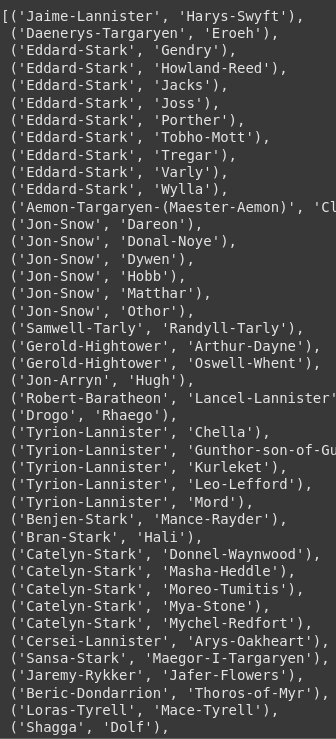 [('Jaime-Lannister', 'Harys-Swyft'),
('Daenerys-Targaryen', 'Eroeh'),
('Eddard-Stark', 'Gendry'),
('Eddard-Stark', 'Howland-Reed'),
('Eddard-Stark', 'Jacks'),
('Eddard-Stark', 'Joss'),
('Eddard-Stark', 'Porther'),
('Eddard-Stark', 'Tobho-Mott'),
('Eddard-Stark', 'Tregar'),
('Eddard-Stark', 'Varly'),
('Eddard-Stark', 'Wylla'),
('Aemon-Targaryen-(Maester-Aemon)', 'Cl
('Jon-Snow', 'Dareon'),
('Jon-Snow', 'Donal-Noye'),
('Jon-Snow', 'Dywen'),
('Jon-Snow', 'Hobb'),
('Jon-Snow', 'Matthar'),
('Jon-Snow', 'Othor'),
('Samwell-Tarly', 'Randyll-Tarly'),
('Gerold-Hightower', 'Arthur-Dayne'),
('Gerold-Hightower', 'Oswell-Whent'),
('Jon-Arryn', 'Hugh'),
('Robert-Baratheon', 'Lancel-Lannister'
('Drogo', 'Rhaego'),
('Tyrion-Lannister', 'Chella'),
('Tyrion-Lannister', 'Gunthor-son-of-Gu
('Tyrion-Lannister', 'Kurleket'),
('Tyrion-Lannister', 'Leo-Lefford'),
('Tyrion-Lannister', 'Mord'),
('Benjen-Stark', 'Mance-Rayder'),
('Bran-Stark', 'Hali'),
('Catelyn-Stark', 'Donnel-Waynwood'),
('Catelyn-Stark', 'Masha-Heddle'),
('Catelyn-Stark', 'Moreo-Tumitis'),
('Catelyn-Stark', 'Mya-Stone'),
('Catelyn-Stark', 'Mychel-Redfort'),
('Cersei-Lannister', 'Arys-Oakheart'),
('Sansa-Stark', 'Maegor-I-Targaryen'),
('Jaremy-Rykker', 'Jafer-Flowers'),
('Beric-Dondarrion', 'Thoros-of-Myr'),
('Loras-Tyrell', 'Mace-Tyrell'),
('Shagga', 'Dolf'),